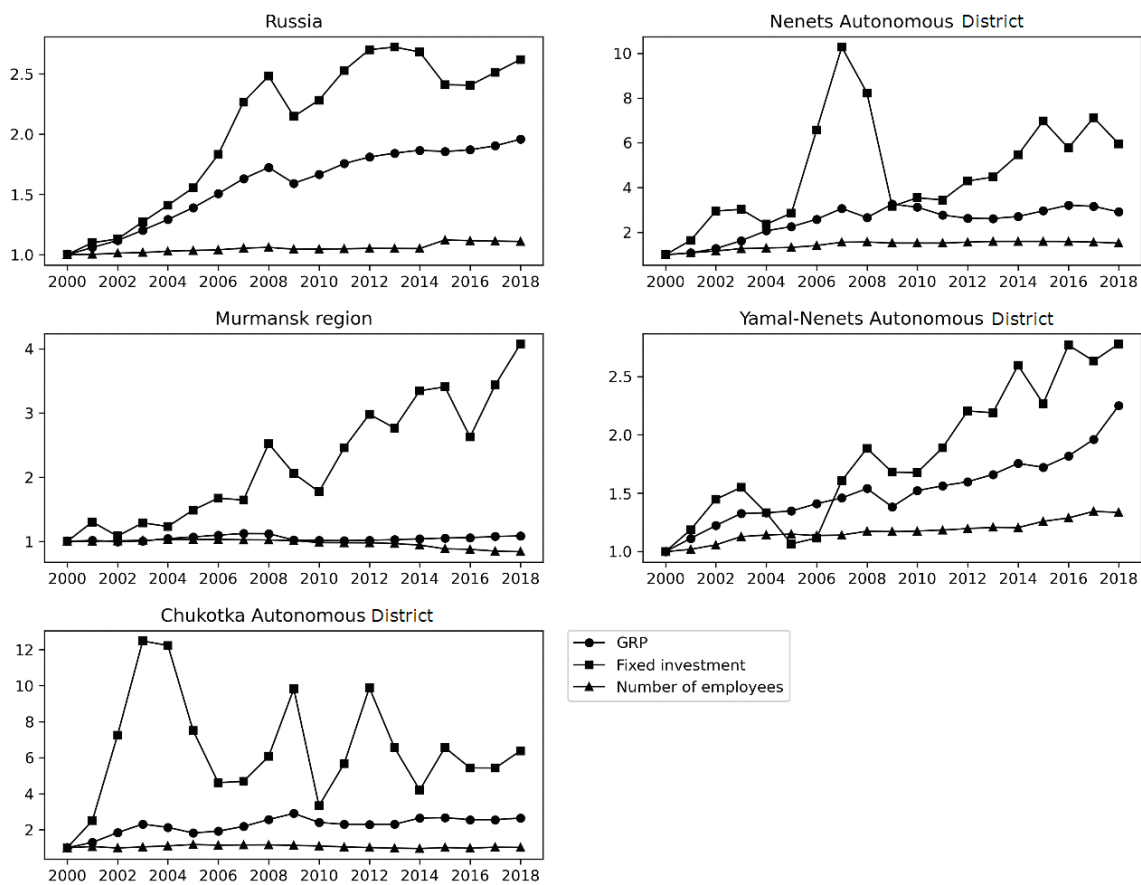 Russia
2.5
2.0
1.5
1.0
2000 2002 2004 2006 2008 2010 2012 2014 2016 2018
Nenets Autonomous District
10
8
6
4
2
2000 2002 2004 2006 2008 2010 2012 2014 2016 2018
Murmansk region
4
3
2
1
2000 2002 2004 2006 2008 2010 2012 2014 2016 2018
Yamal-Nenets Autonomous District
2.5
2.0
1.5
1.0
2000 2002 2004 2006 2008 2010 2012 2014 2016 2018
Chukotka Autonomous District
12
10
8
6
4
2
2000 2002 2004 2006 2008 2010 2012 2014 2016 2018
GRP
Fixed investment
Number of employees